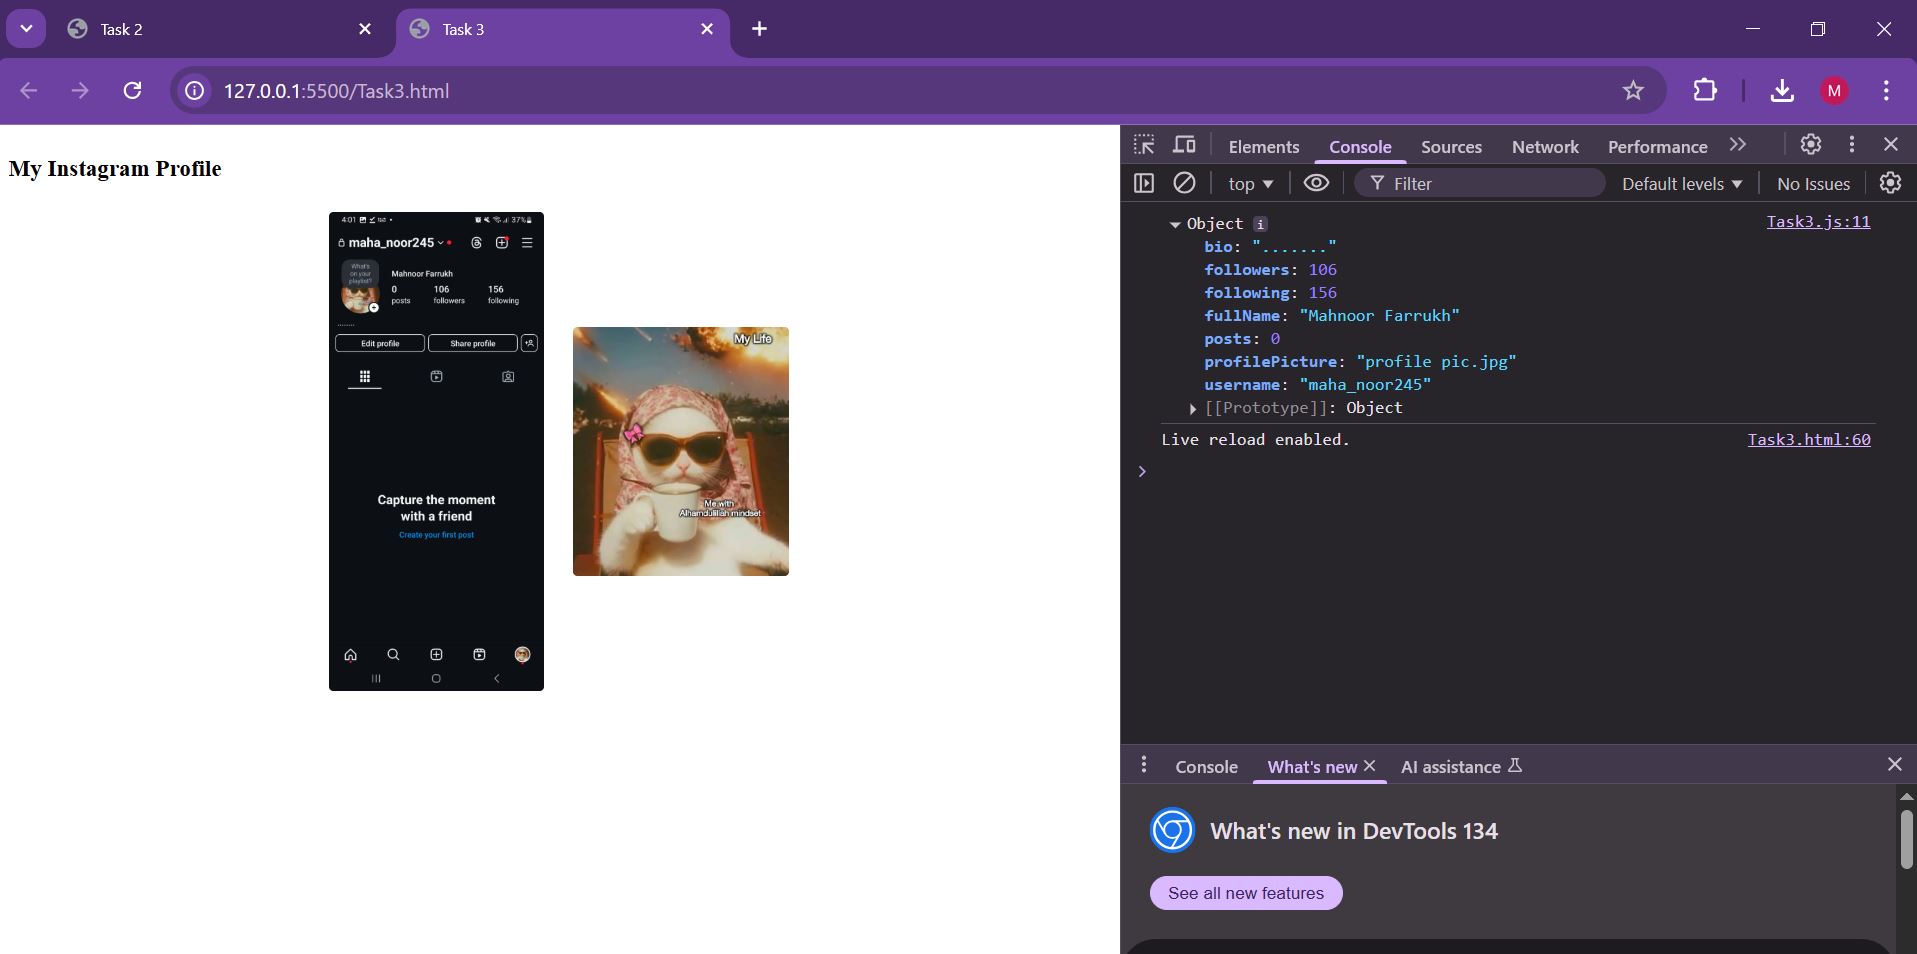 Task 2
Task 3
127.0.0.1:5500/Task3.html
M
My Instagram Profile
4:01
37%
maha_noor245
What's
on your
playlist?
Mahnoor Farrukh
0 106 156
posts followers following
........
Edit profile Share profile
Capture the moment
with a friend
Create your first post
My Life
Me with
Alhamdulillah mindset
Elements Console Sources Network Performance
top Filter Default levels No Issues
Object i Task3.js:11
bio: "......."
followers: 106
following: 156
fullName: "Mahnoor Farrukh"
posts: 0
profilePicture: "profile pic.jpg"
username: "maha_noor245"
[[Prototype]]: Object
Live reload enabled. Task3.html:60
Console What's new AI assistance
What's new in DevTools 134
See all new features